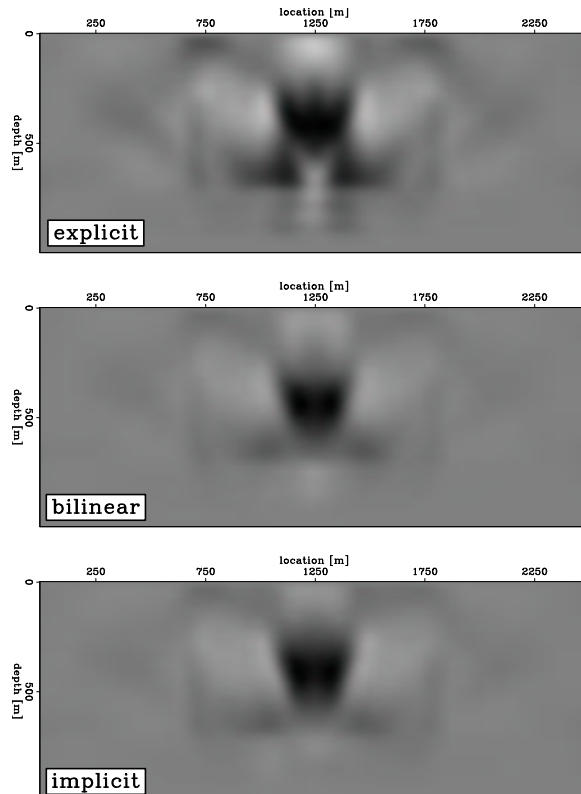 location [m]
250 750 1250 1750 2250
0
500
depth [m]
explicit
location [m]
250 750 1250 1750 2250
0
500
depth [m]
bilinear
location [m]
250 750 1250 1750 2250
0
500
depth [m]
implicit